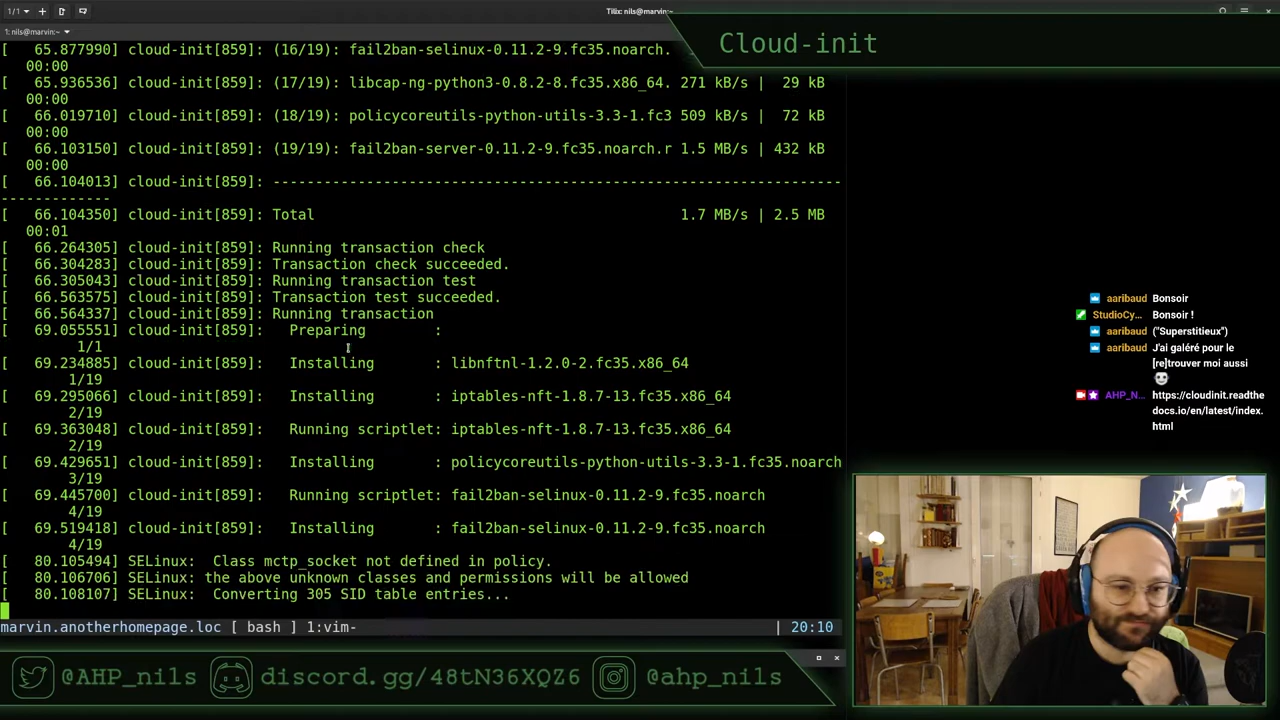 1/1
Tilix: nils@marvin:~
1: nils@marvin:~
Cloud-init
[   65.877990] cloud-init[859]: (16/19): fail2ban-selinux-0.11.2-9.fc35.noarch.
00:00
[   65.936536] cloud-init[859]: (17/19): libcap-ng-python3-0.8.2-8.fc35.x86_64. 271 kB/s |  29 kB
00:00
[   66.019710] cloud-init[859]: (18/19): policycoreutils-python-utils-3.3-1.fc3 509 kB/s |  72 kB
00:00
[   66.103150] cloud-init[859]: (19/19): fail2ban-server-0.11.2-9.fc35.noarch.r 1.5 MB/s | 432 kB
00:00
[   66.104013] cloud-init[859]: -------------------------------------------------------------------
-------------
[   66.104350] cloud-init[859]: Total                                           1.7 MB/s | 2.5 MB
00:01
[   66.264305] cloud-init[859]: Running transaction check
[   66.304283] cloud-init[859]: Transaction check succeeded.
[   66.305043] cloud-init[859]: Running transaction test
[   66.563575] cloud-init[859]: Transaction test succeeded.
[   66.564337] cloud-init[859]: Running transaction
[   69.055551] cloud-init[859]:   Preparing        :
1/1
[   69.234885] cloud-init[859]:   Installing       : libnftnl-1.2.0-2.fc35.x86_64
1/19
[   69.295066] cloud-init[859]:   Installing       : iptables-nft-1.8.7-13.fc35.x86_64
2/19
[   69.363048] cloud-init[859]:   Running scriptlet: iptables-nft-1.8.7-13.fc35.x86_64
2/19
[   69.429651] cloud-init[859]:   Installing       : policycoreutils-python-utils-3.3-1.fc35.noarch
3/19
[   69.445700] cloud-init[859]:   Running scriptlet: fail2ban-selinux-0.11.2-9.fc35.noarch
4/19
[   69.519418] cloud-init[859]:   Installing       : fail2ban-selinux-0.11.2-9.fc35.noarch
4/19
[   80.105494] SELinux:  Class mctp_socket not defined in policy.
[   80.106706] SELinux: the above unknown classes and permissions will be allowed
[   80.108107] SELinux:  Converting 305 SID table entries...
marvin.anotherhomepage.loc [ bash ] 1:vim- | 20:10
aaribaud Bonsoir
StudioCy... Bonsoir !
aaribaud ("Superstitieux")
aaribaud J'ai galéré pour le
[re]trouver moi aussi
AHP_N... https://cloudinit.readthe
docs.io/en/latest/index.
html
@AHP_nils discord.gg/48tN36XQZ6 @ahp_nils